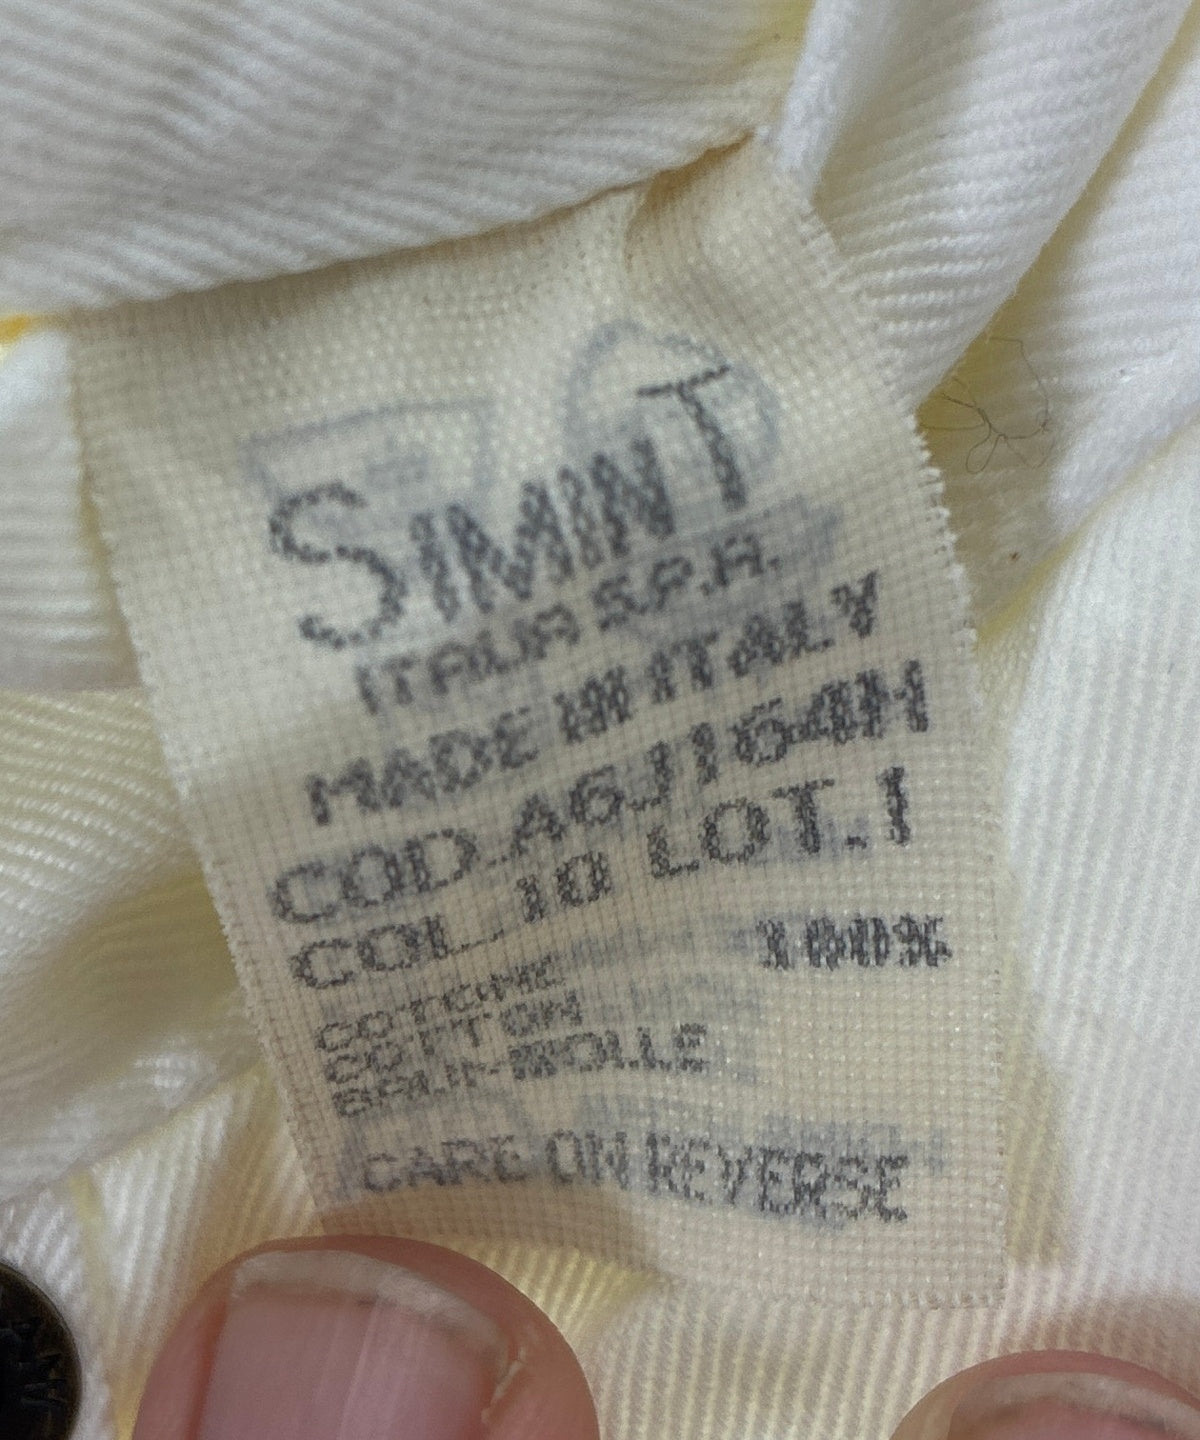 SIMINT
ITALIA S.P.A.
MADE IN ITALY
COD.A6J164H
COL 10 LOT.1
100%
COTONE
COTTON
BAUMWOLLE
CARE ON REVERSE